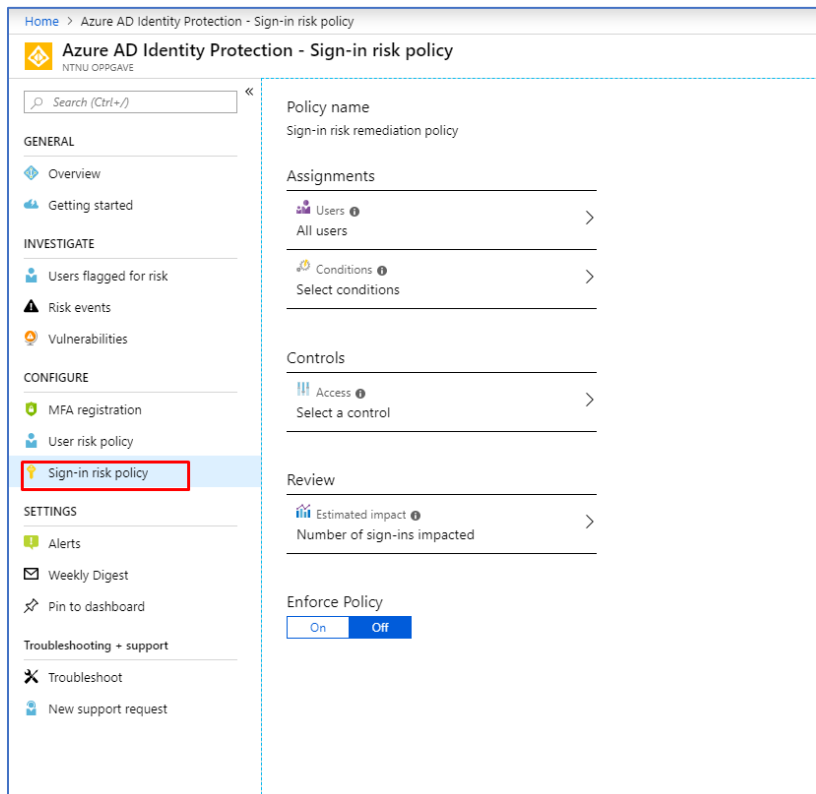 Home > Azure AD Identity Protection - Sign-in risk policy
Azure AD Identity Protection - Sign-in risk policy
NTNU OPPGAVE
Search (Ctrl+/)
«
GENERAL
Overview
Getting started
INVESTIGATE
Users flagged for risk
Risk events
Vulnerabilities
CONFIGURE
MFA registration
User risk policy
Sign-in risk policy
SETTINGS
Alerts
Weekly Digest
Pin to dashboard
Troubleshooting + support
Troubleshoot
New support request
Policy name
Sign-in risk remediation policy
Assignments
Users
All users
Conditions
Select conditions
Controls
Access
Select a control
Review
Estimated impact
Number of sign-ins impacted
Enforce Policy
On Off